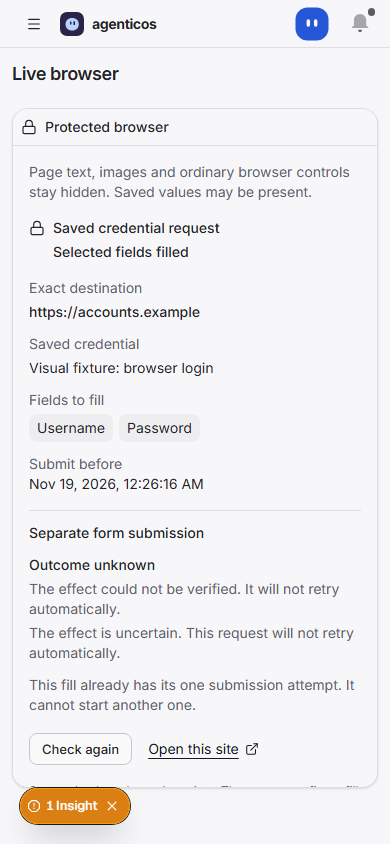 agenticos
Live browser
Protected browser
Page text, images and ordinary browser controls
stay hidden. Saved values may be present.
Saved credential request
Selected fields filled
Exact destination
https://accounts.example
Saved credential
Visual fixture: browser login
Fields to fill
Username Password
Submit before
Nov 19, 2026, 12:26:16 AM
Separate form submission
Outcome unknown
The effect could not be verified. It will not retry
automatically.
The effect is uncertain. This request will not retry
automatically.
This fill already has its one submission attempt. It
cannot start another one.
Check again Open this site
1 Insight